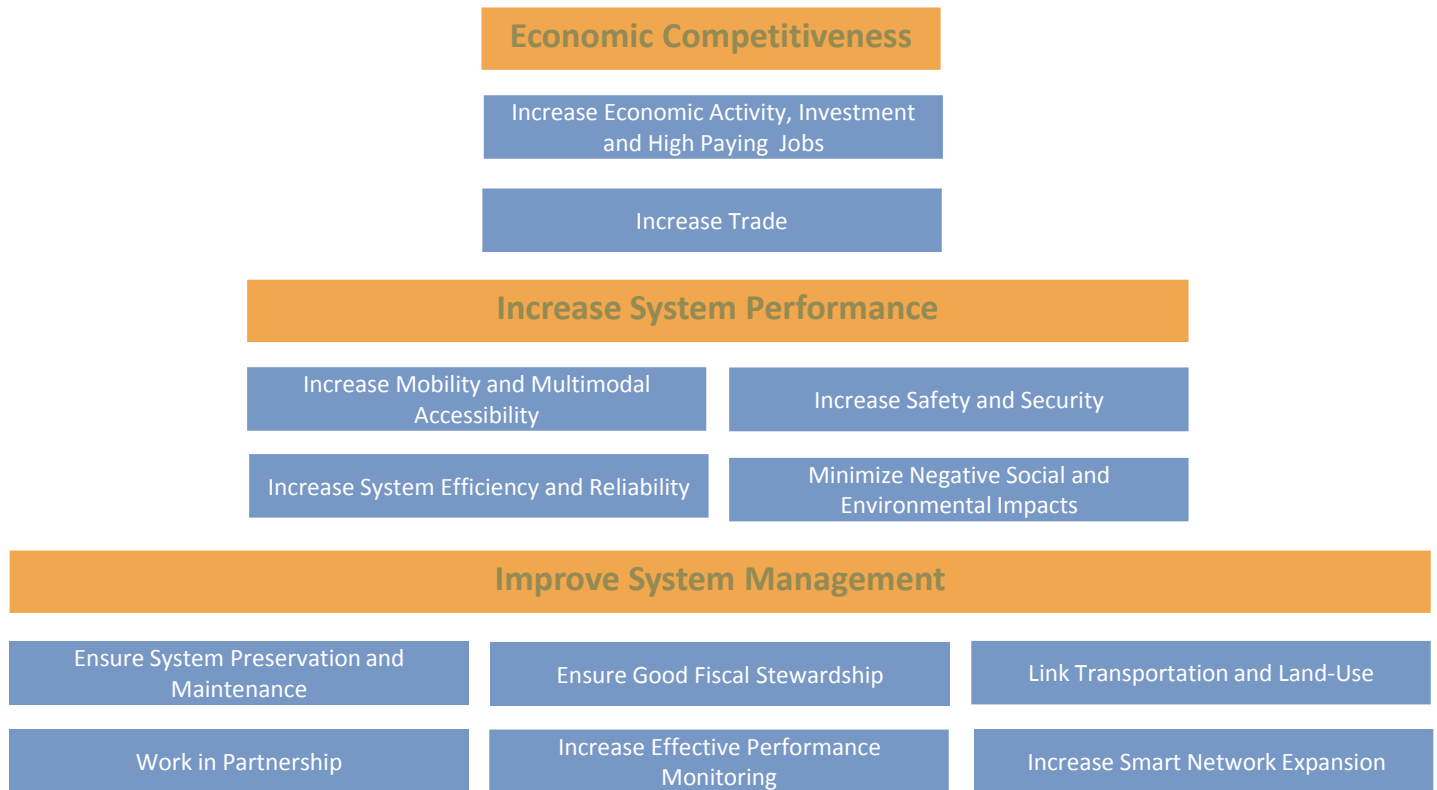 Economic Competitiveness
Increase Economic Activity, Investment
and High Paying Jobs
Increase Trade
Increase System Performance
Increase Mobility and Multimodal
Accessibility
Increase Safety and Security
Increase System Efficiency and Reliability
Minimize Negative Social and
Environmental Impacts
Improve System Management
Ensure System Preservation and
Maintenance
Ensure Good Fiscal Stewardship
Link Transportation and Land-Use
Work in Partnership
Increase Effective Performance
Monitoring
Increase Smart Network Expansion